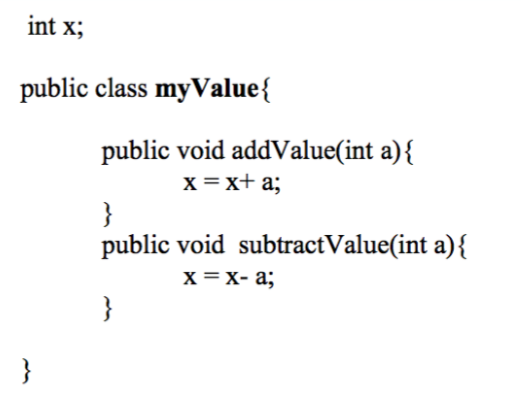 int x;
public class myValue{
public void addValue(int a){
x = x+ a;
}
public void subtractValue(int a){
x = x- a;
}
}